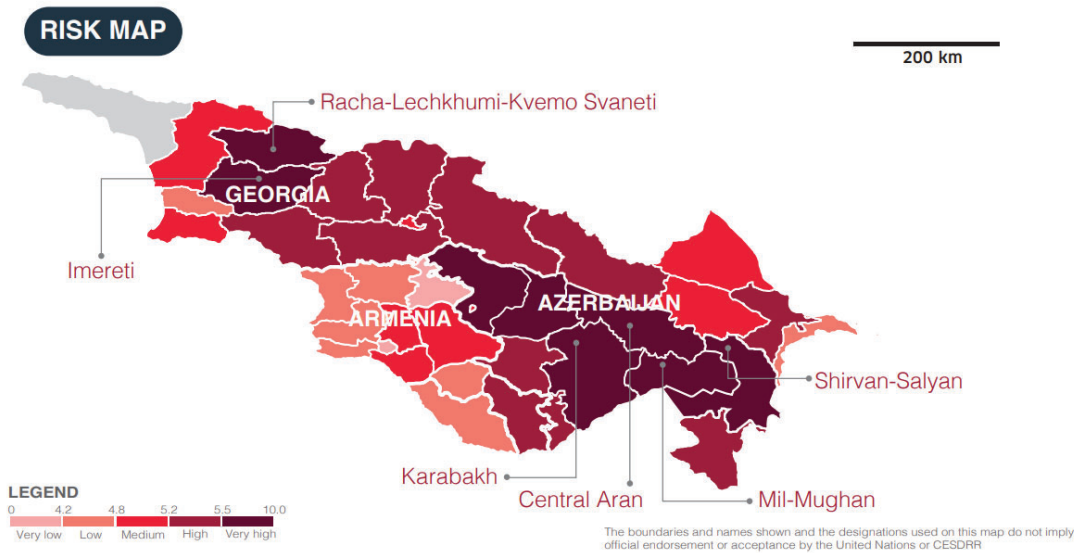 RISK MAP
200 km
Racha-Lechkhumi-Kvemo Svaneti
GEORGIA
Imereti
AZERBAIJAN
ARMENIA
Shirvan-Salyan
Karabakh
Central Aran
Mil-Mughan
LEGEND
0 4.2 4.8 5.2 5.5 10.0
Very low Low Medium High Very high
The boundaries and names shown and the designations used on this map do not imply
official endorsement or acceptance by the United Nations or CESDRR